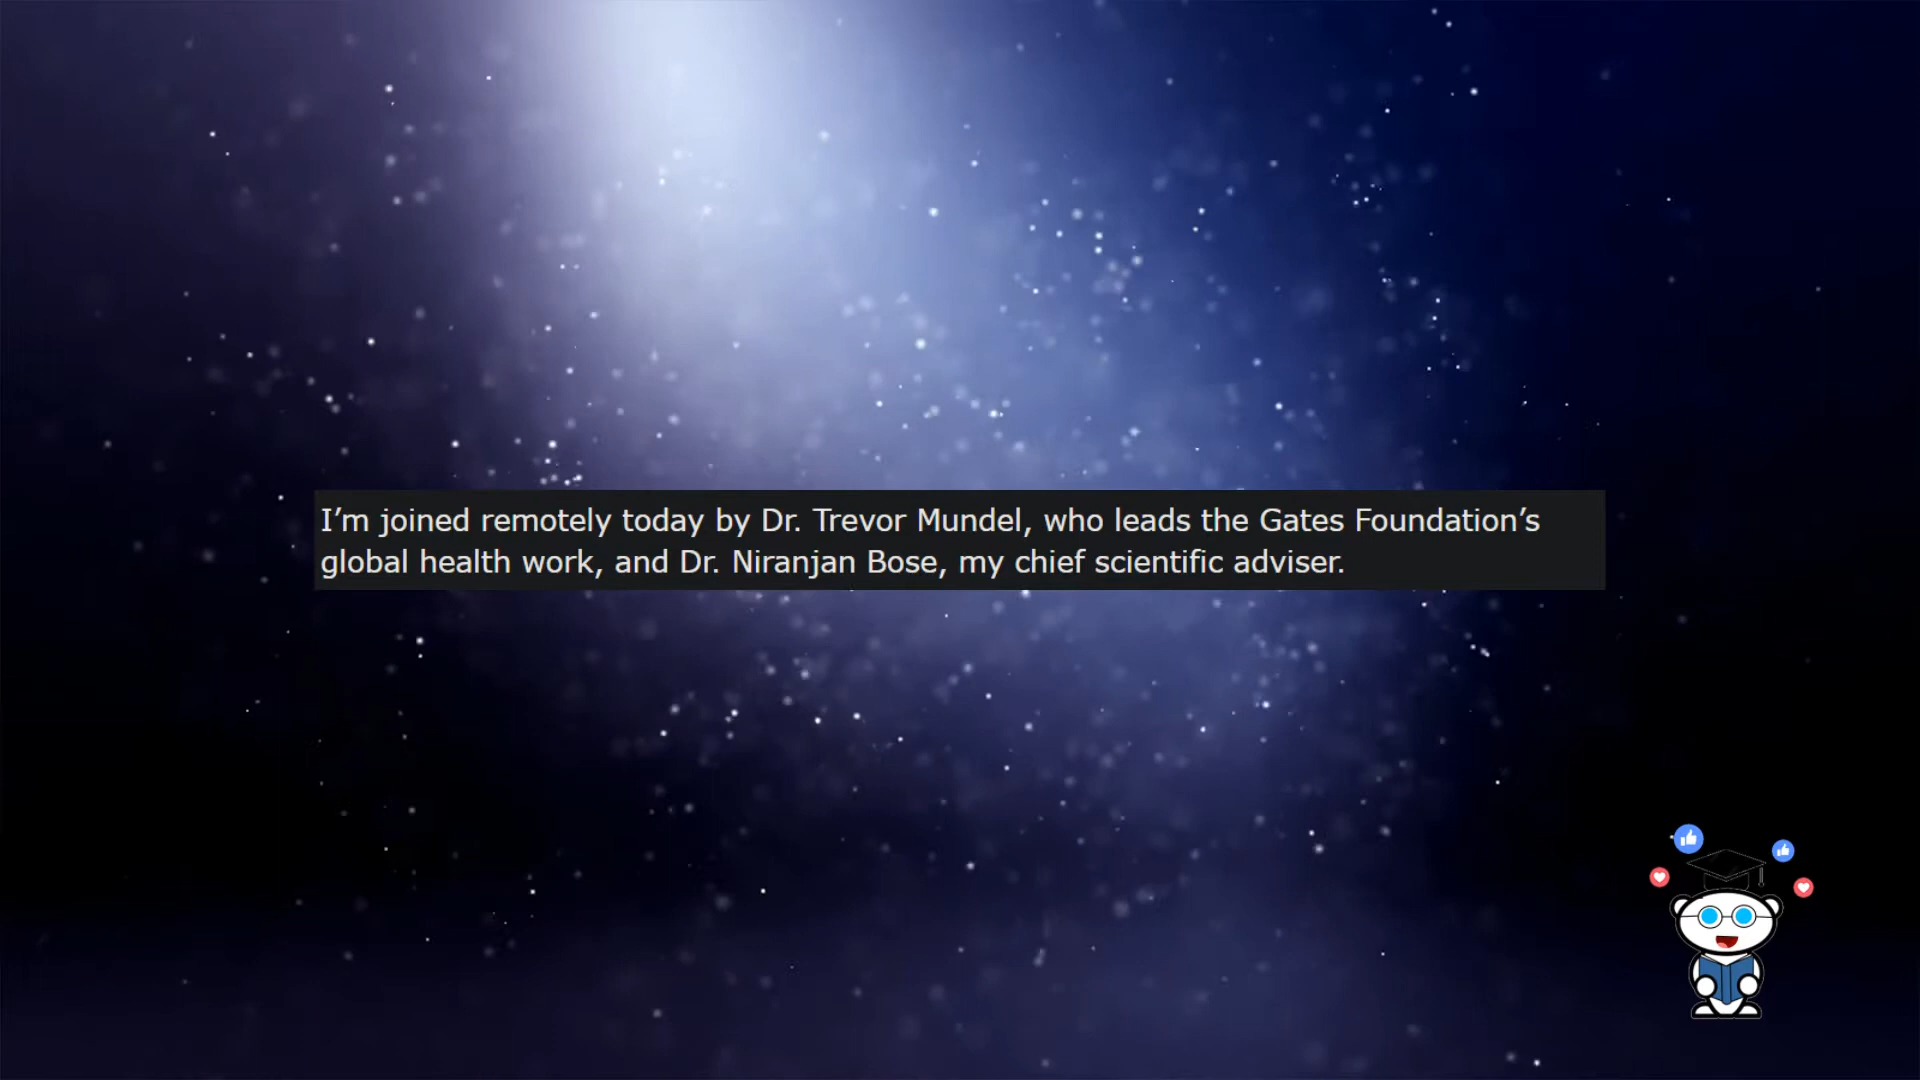 I’m joined remotely today by Dr. Trevor Mundel, who leads the Gates Foundation’s
global health work, and Dr. Niranjan Bose, my chief scientific adviser.